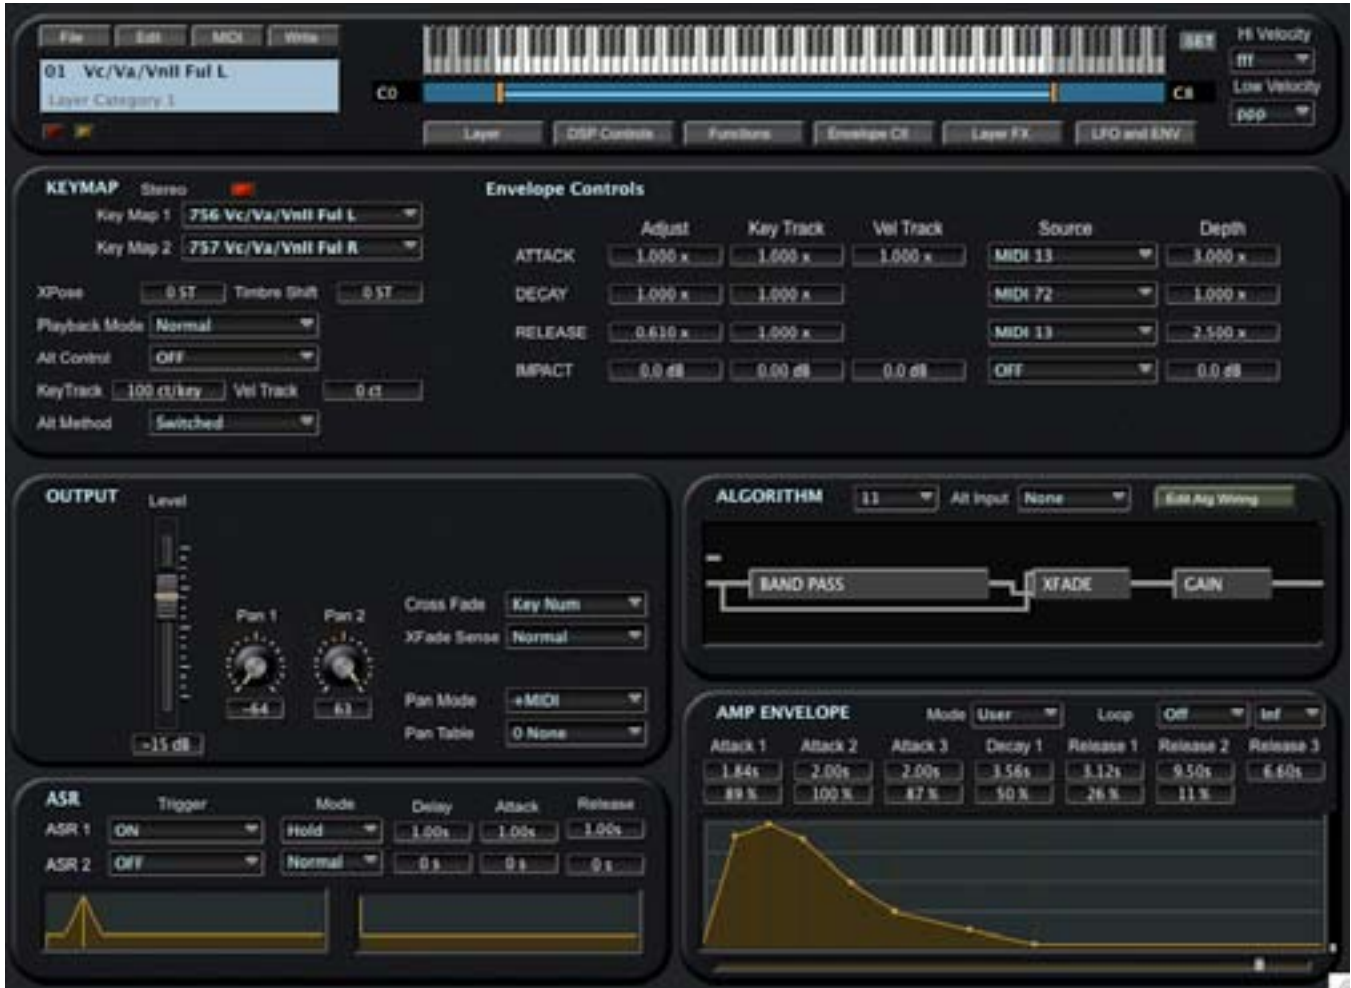 File Edit MIDI Write
01 Vc/Va/VnII Ful L
Layer Category 1
C0 C8
SET
Hi Velocity
fff
Low Velocity
ppp
Layer DSP Controls Functions Envelope Ctl Layer FX LFO and ENV
KEYMAP Stereo
Key Map 1 756 Vc/Va/VnII Ful L
Key Map 2 757 Vc/Va/VnII Ful R
XPose 0 ST Timbre Shift 0 ST
Playback Mode Normal
Alt Control OFF
KeyTrack 100 ct/key Vel Track 0 ct
Alt Method Switched
Envelope Controls
Adjust Key Track Vel Track Source Depth
ATTACK 1.000 x 1.000 x 1.000 x MIDI 13 3.000 x
DECAY 1.000 x 1.000 x MIDI 72 1.000 x
RELEASE 0.610 x 1.000 x MIDI 13 2.500 x
IMPACT 0.0 dB 0.00 dB 0.0 dB OFF 0.0 dB
OUTPUT Level
Pan 1 Pan 2
-64 63
-15 dB
Cross Fade Key Num
XFade Sense Normal
Pan Mode +MIDI
Pan Table 0 None
ALGORITHM 11 Alt Input None Edit Alg Wiring
BAND PASS XFADE GAIN
ASR Trigger Mode Delay Attack Release
ASR 1 ON Hold 1.00s 1.00s 1.00s
ASR 2 OFF Normal 0 s 0 s 0 s
AMP ENVELOPE Mode User Loop Off Inf
Attack 1 Attack 2 Attack 3 Decay 1 Release 1 Release 2 Release 3
1.84s 2.00s 2.00s 3.56s 3.12s 9.50s 6.60s
89 % 100 % 87 % 50 % 26 % 11 %